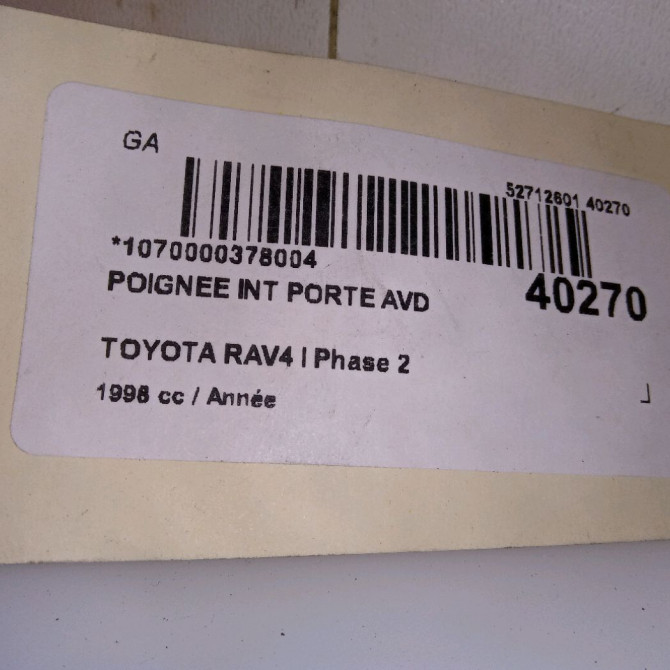 GA
52712601 40270
*1070000378004
40270
POIGNEE INT PORTE AVD
TOYOTA RAV4 I Phase 2
1998 cc / Année